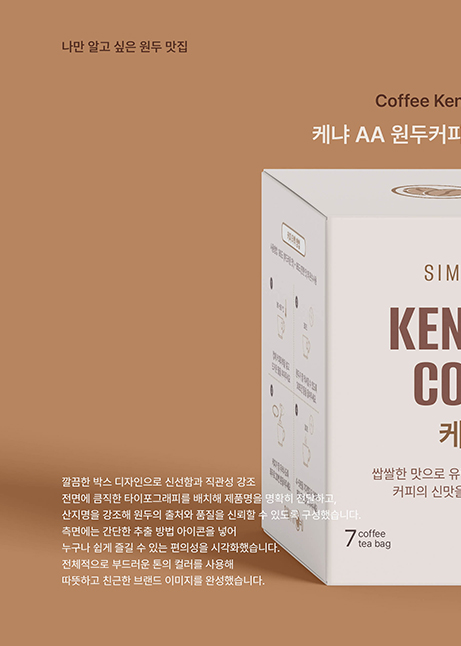 나만 알고 싶은 원두 맛집
Coffee Ken
케냐 AA 원두커피
SIM
KEN
CO
케
쌉쌀한 맛으로 유
커피의 신맛을
7 coffee
tea bag
깔끔한 박스 디자인으로 신선함과 직관성 강조
전면에 큼직한 타이포그래피를 배치해 제품명을 명확히 전달하고,
산지명을 강조해 원두의 출처와 품질을 신뢰할 수 있도록 구성했습니다.
측면에는 간단한 추출 방법 아이콘을 넣어
누구나 쉽게 즐길 수 있는 편의성을 시각화했습니다.
전체적으로 부드러운 톤의 컬러를 사용해
따뜻하고 친근한 브랜드 이미지를 완성했습니다.